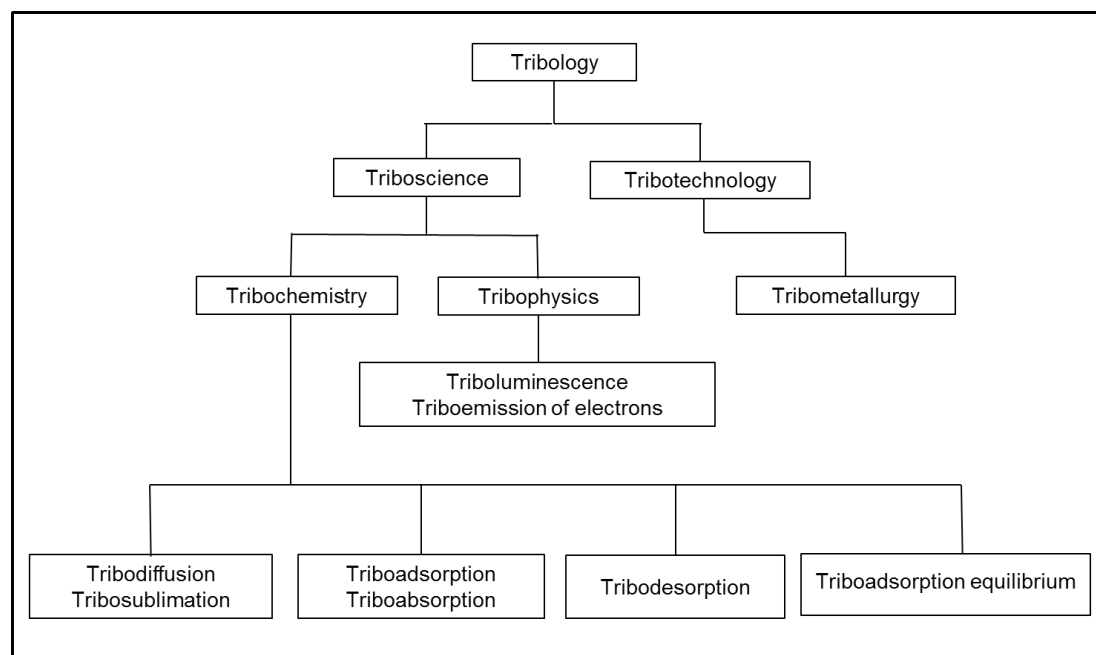 Tribology
Triboscience
Tribotechnology
Tribochemistry
Tribophysics
Tribometallurgy
Triboluminescence
Triboemission of electrons
Tribodiffusion
Tribosublimation
Triboadsorption
Triboabsorption
Tribodesorption
Triboadsorption equilibrium